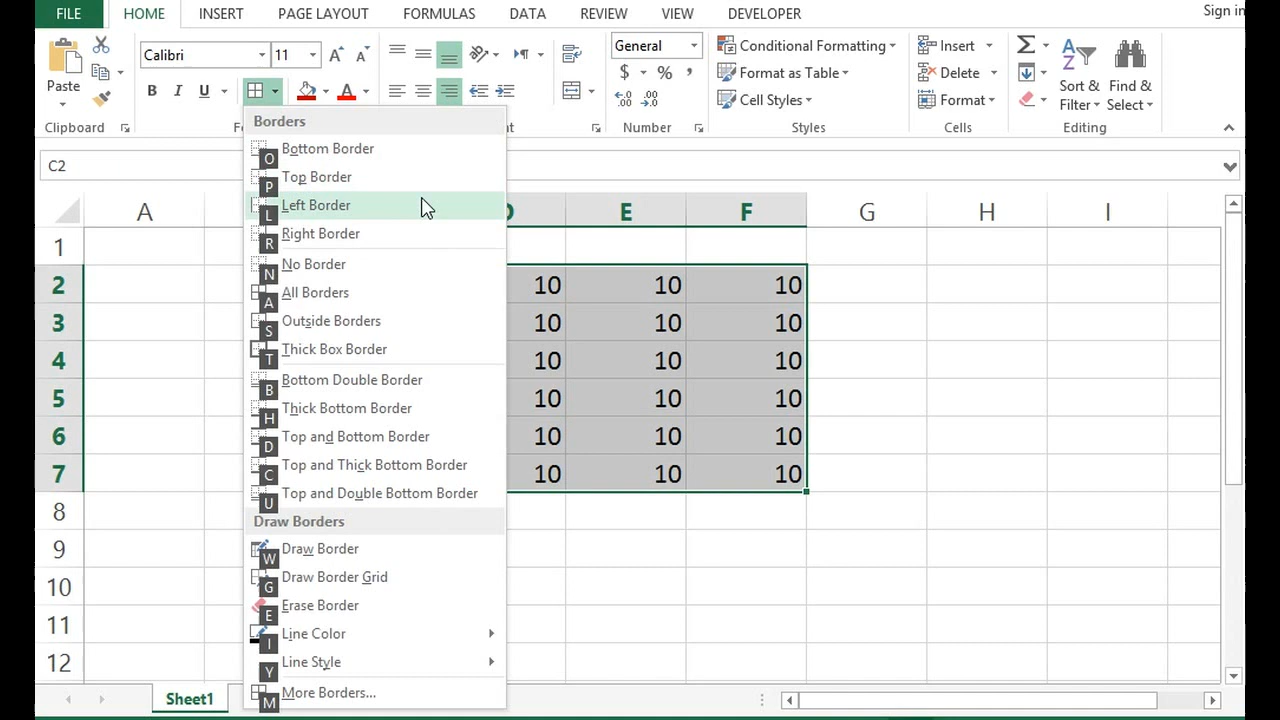 FILE HOME INSERT PAGE LAYOUT FORMULAS DATA REVIEW VIEW DEVELOPER Sign in
Calibri 11 General Conditional Formatting Insert Σ
Paste B I U A $ % , Format as Table Delete Sort & Find &
Cell Styles Format Filter Select
Clipboard Number Styles Cells Editing
C2
Borders
O Bottom Border
P Top Border
L Left Border
R Right Border
N No Border
A All Borders
S Outside Borders
T Thick Box Border
B Bottom Double Border
H Thick Bottom Border
D Top and Bottom Border
C Top and Thick Bottom Border
U Top and Double Bottom Border
Draw Borders
W Draw Border
G Draw Border Grid
E Erase Border
I Line Color
Y Line Style
M More Borders...
A E F G H I
1
2 10 10 10
3 10 10 10
4 10 10 10
5 10 10 10
6 10 10 10
7 10 10 10
8
9
10
11
12
Sheet1